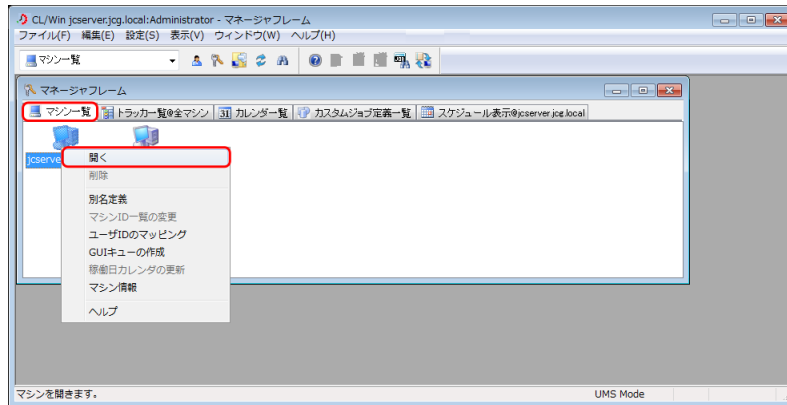 CL/Win jcserver.jcg.local:Administrator - マネージャフレーム
ファイル(F) 編集(E) 設定(S) 表示(V) ウィンドウ(W) ヘルプ(H)
マシン一覧
マネージャフレーム
マシン一覧 トラッカ一覧@全マシン 31 カレンダ一覧 カスタムジョブ定義一覧 スケジュール表示@jcserver.jcg.local
jcserve
開く
削除
別名定義
マシンID一覧の変更
ユーザIDのマッピング
GUIキューの作成
稼働日カレンダの更新
マシン情報
ヘルプ
マシンを開きます。 UMS Mode